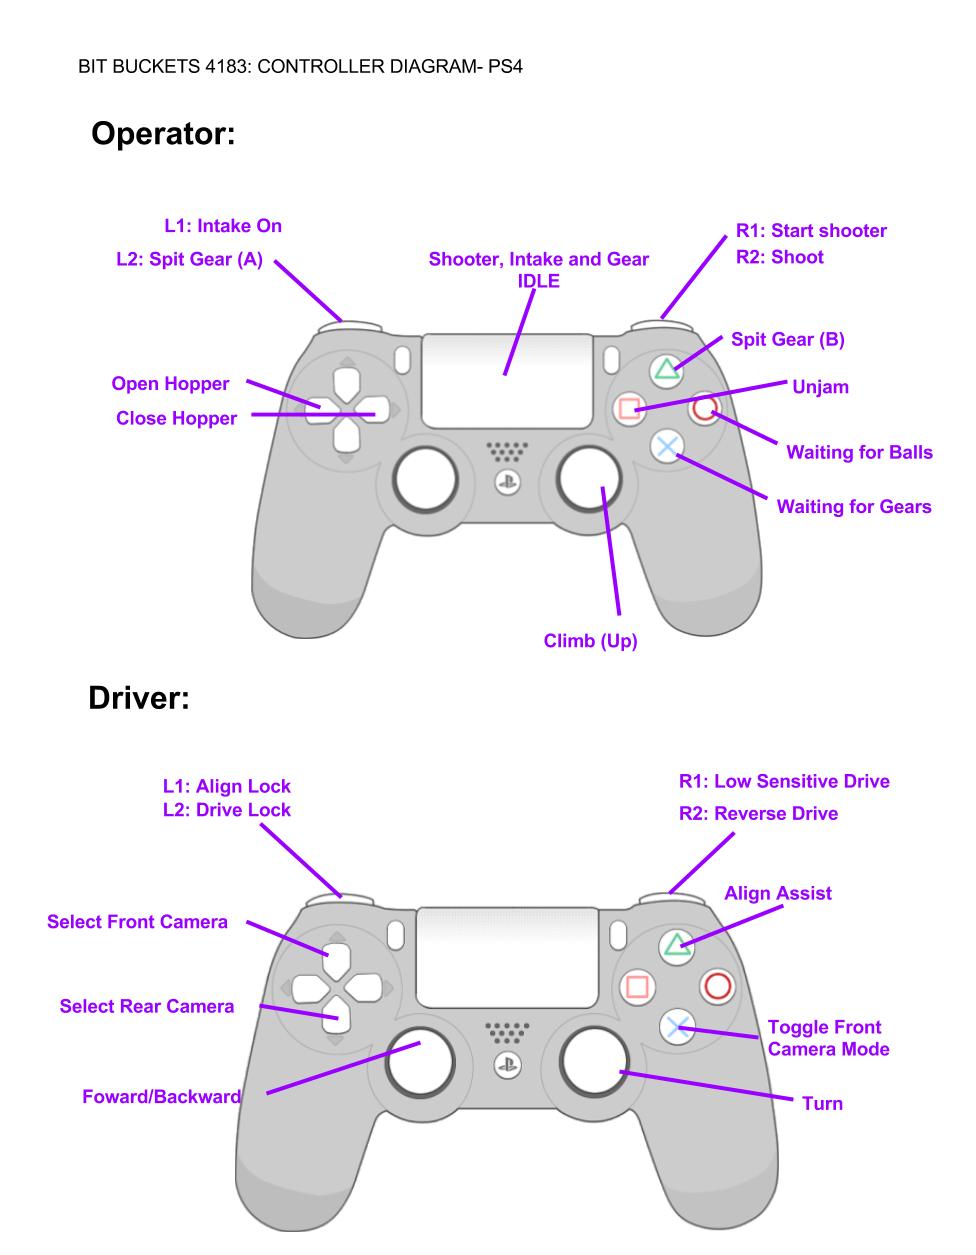 BIT BUCKETS 4183: CONTROLLER DIAGRAM- PS4
Operator:
L1: Intake On
L2: Spit Gear (A)
Shooter, Intake and Gear
IDLE
R1: Start shooter
R2: Shoot
Spit Gear (B)
Open Hopper
Close Hopper
Unjam
Waiting for Balls
Waiting for Gears
Climb (Up)
Driver:
L1: Align Lock
L2: Drive Lock
R1: Low Sensitive Drive
R2: Reverse Drive
Align Assist
Select Front Camera
Select Rear Camera
Toggle Front
Camera Mode
Foward/Backward
Turn